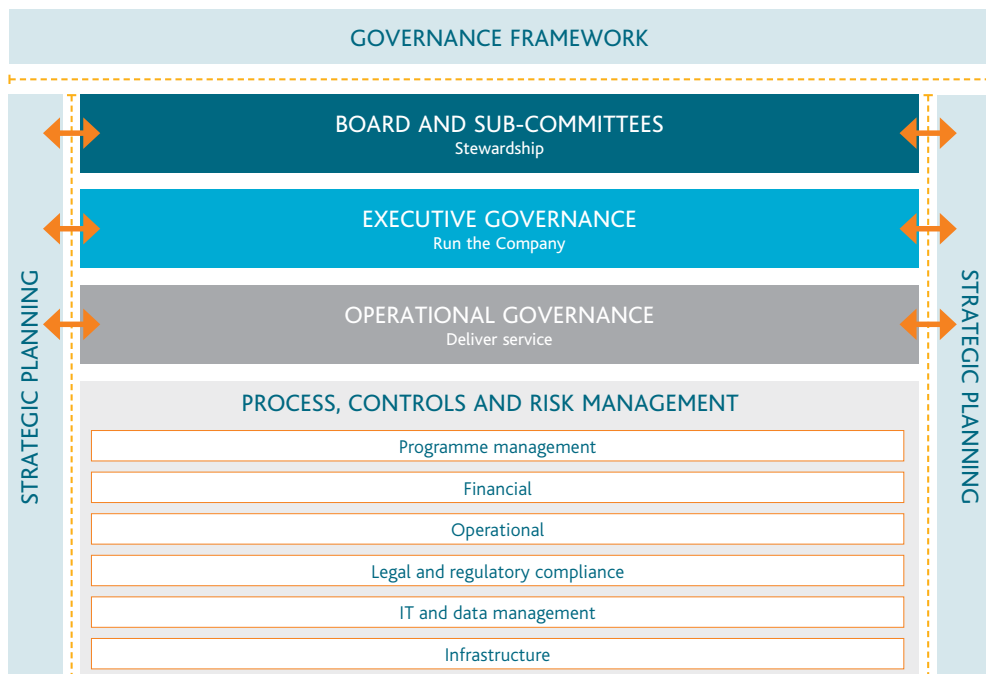 GOVERNANCE FRAMEWORK
STRATEGIC PLANNING
BOARD AND SUB-COMMITTEES
Stewardship
EXECUTIVE GOVERNANCE
Run the Company
OPERATIONAL GOVERNANCE
Deliver service
PROCESS, CONTROLS AND RISK MANAGEMENT
Programme management
Financial
Operational
Legal and regulatory compliance
IT and data management
Infrastructure
STRATEGIC PLANNING